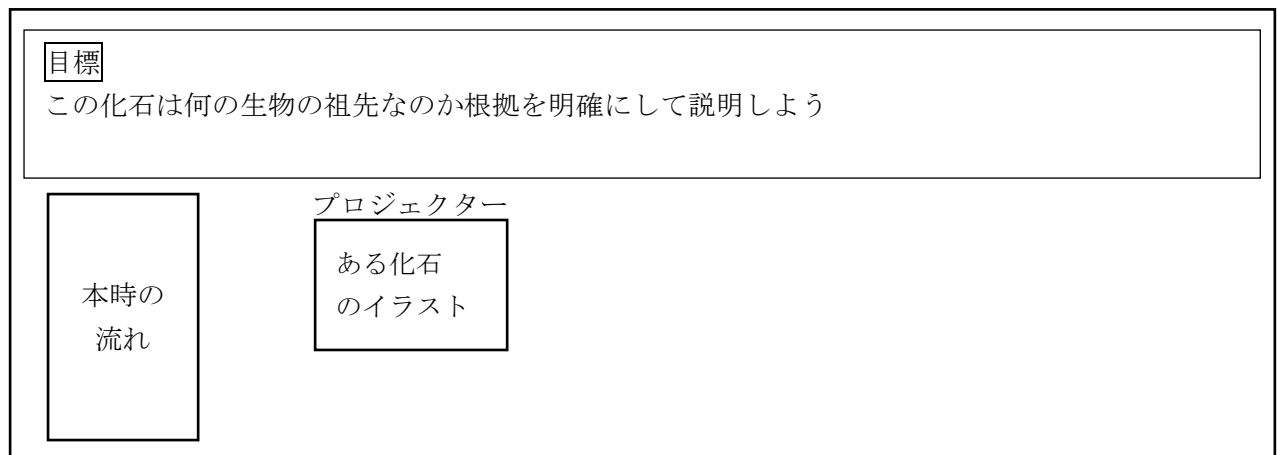 目標
この化石は何の生物の祖先なのか根拠を明確にして説明しよう
プロジェクター
ある化石
のイラスト
本時の
流れ